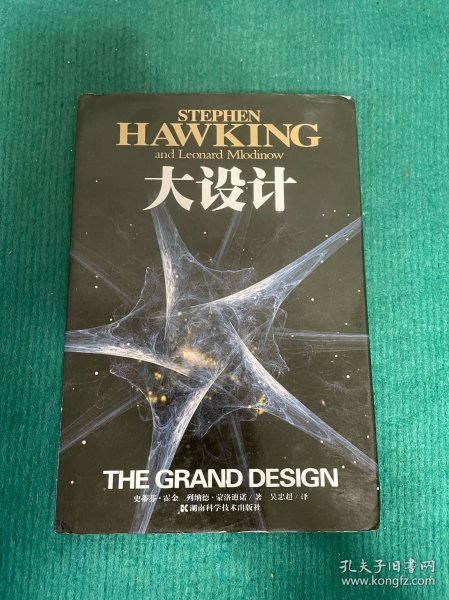 STEPHEN
HAWKING
and Leonard Mlodinow
大设计
THE GRAND DESIGN
史蒂芬·霍金 列纳德·蒙洛迪诺/著 吴忠超/译
湖南科学技术出版社
孔夫子旧书网
www.kongfz.com